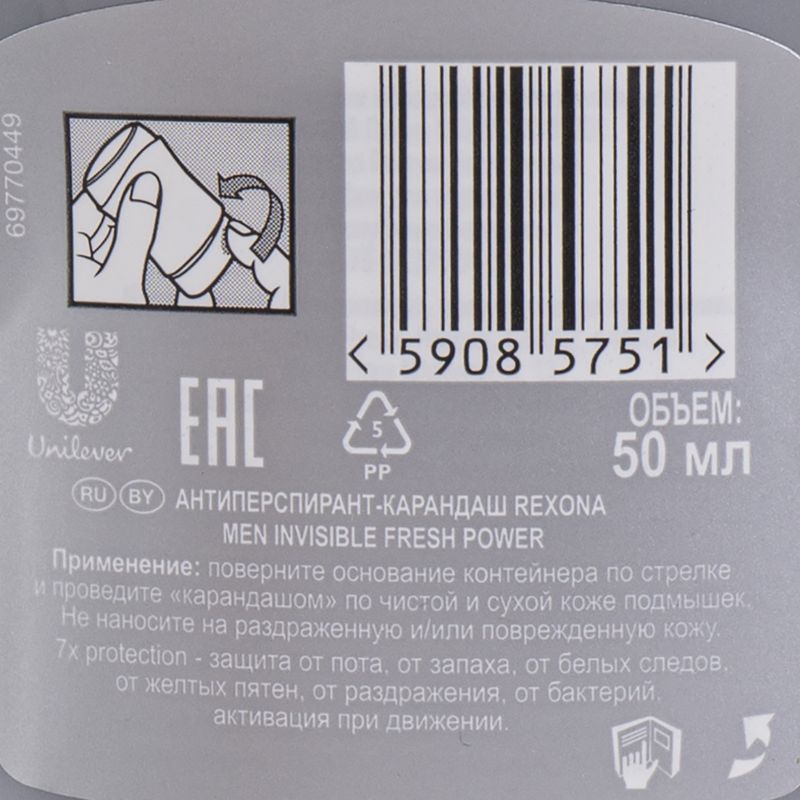 69770449
< 5908 5751 >
Unilever
EAC
5
PP
ОБЪЕМ:
50 мл
RU BY АНТИПЕРСПИРАНТ-КАРАНДАШ REXONA
MEN INVISIBLE FRESH POWER
Применение: поверните основание контейнера по стрелке
и проведите «карандашом» по чистой и сухой коже подмышек.
Не наносите на раздраженную и/или поврежденную кожу.
7x protection - защита от пота, от запаха, от белых следов,
от желтых пятен, от раздражения, от бактерий,
активация при движении.